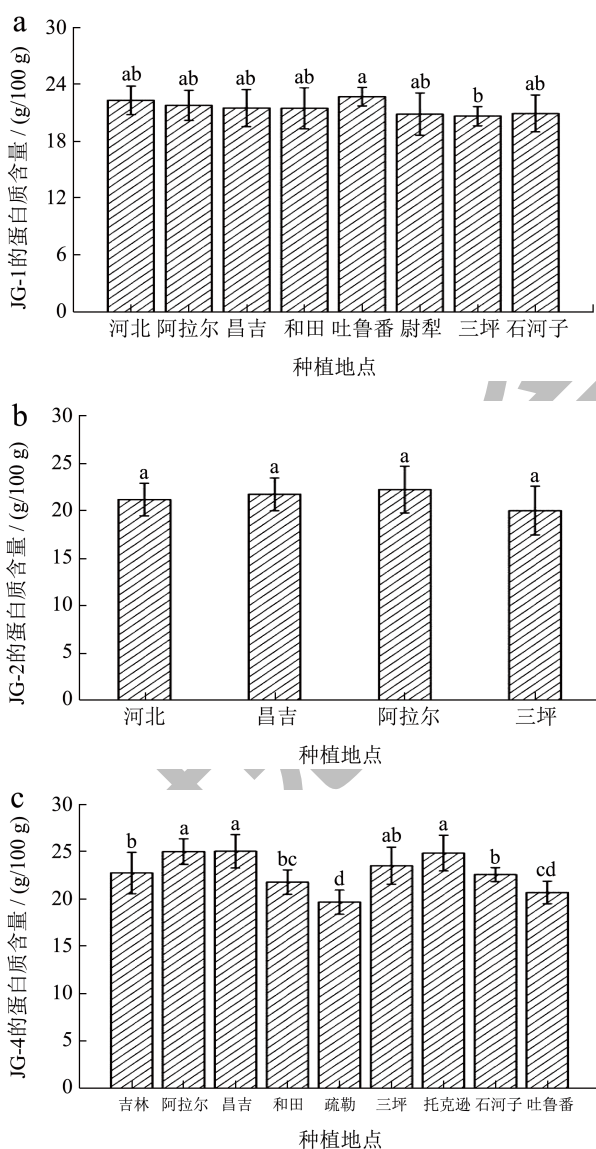 a
JG-1的蛋白质含量 / (g/100 g)
30
24
18
12
6
0
ab ab ab ab a ab b ab
河北 阿拉尔 昌吉 和田 吐鲁番 尉犁 三坪 石河子
种植地点
b
JG-2的蛋白质含量 / (g/100 g)
30
25
20
15
10
5
0
a a a a
河北 昌吉 阿拉尔 三坪
种植地点
c
JG-4的蛋白质含量 / (g/100 g)
30
25
20
15
10
5
0
b a a bc d ab a b cd
吉林 阿拉尔 昌吉 和田 疏勒 三坪 托克逊 石河子 吐鲁番
种植地点